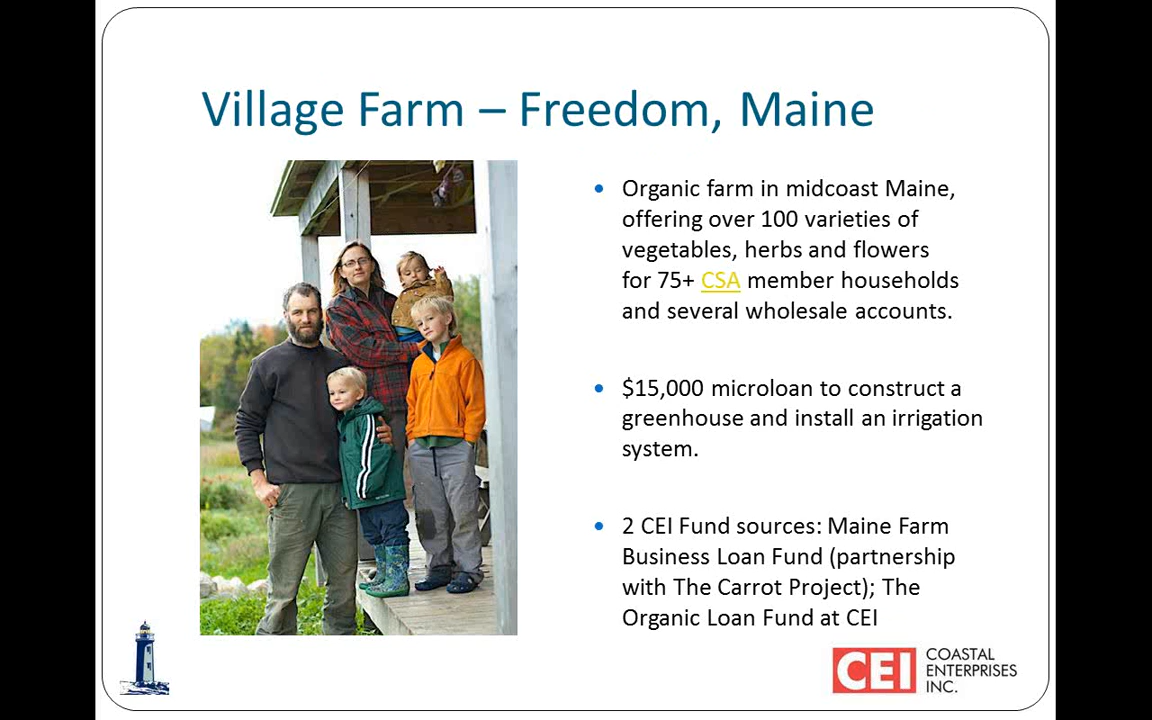 Village Farm – Freedom, Maine
Organic farm in midcoast Maine,
offering over 100 varieties of
vegetables, herbs and flowers
for 75+ CSA member households
and several wholesale accounts.
$15,000 microloan to construct a
greenhouse and install an irrigation
system.
2 CEI Fund sources: Maine Farm
Business Loan Fund (partnership
with The Carrot Project); The
Organic Loan Fund at CEI
CEI
COASTAL
ENTERPRISES
INC.